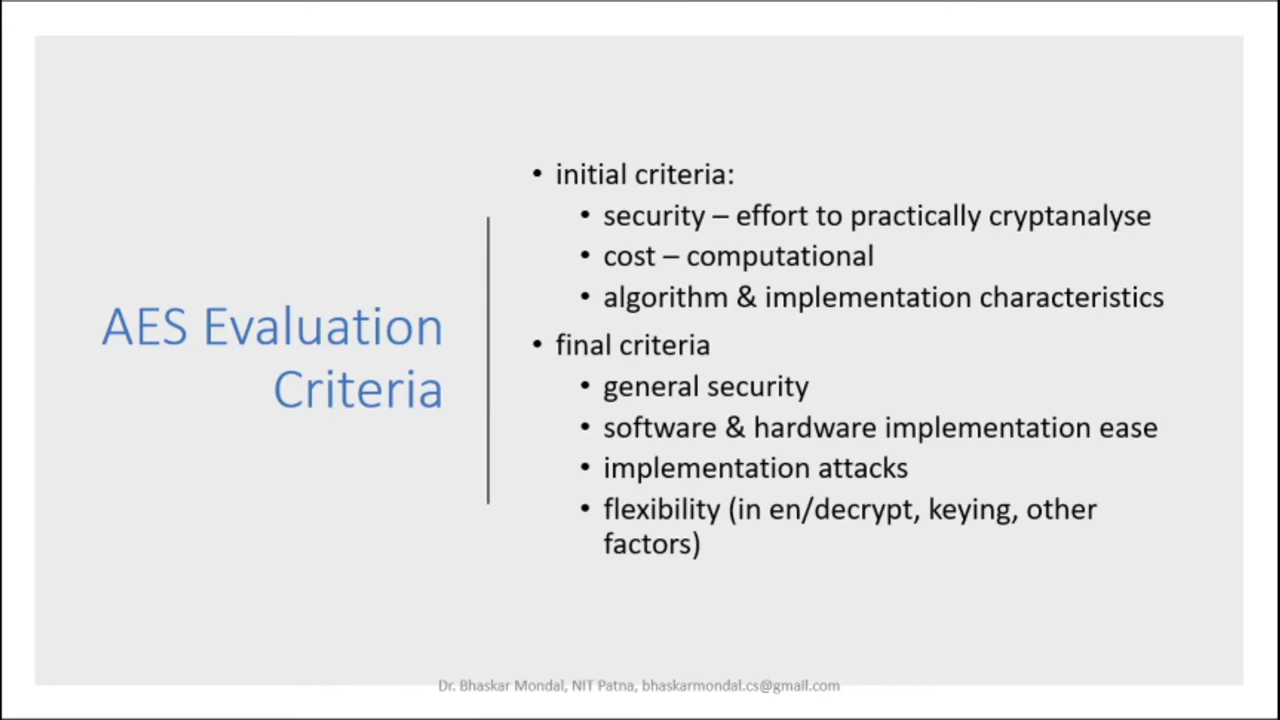 AES Evaluation
Criteria
• initial criteria:
• security – effort to practically cryptanalyse
• cost – computational
• algorithm & implementation characteristics
• final criteria
• general security
• software & hardware implementation ease
• implementation attacks
• flexibility (in en/decrypt, keying, other
factors)
Dr. Bhaskar Mondal, NIT Patna, bhaskarmondal.cs@gmail.com